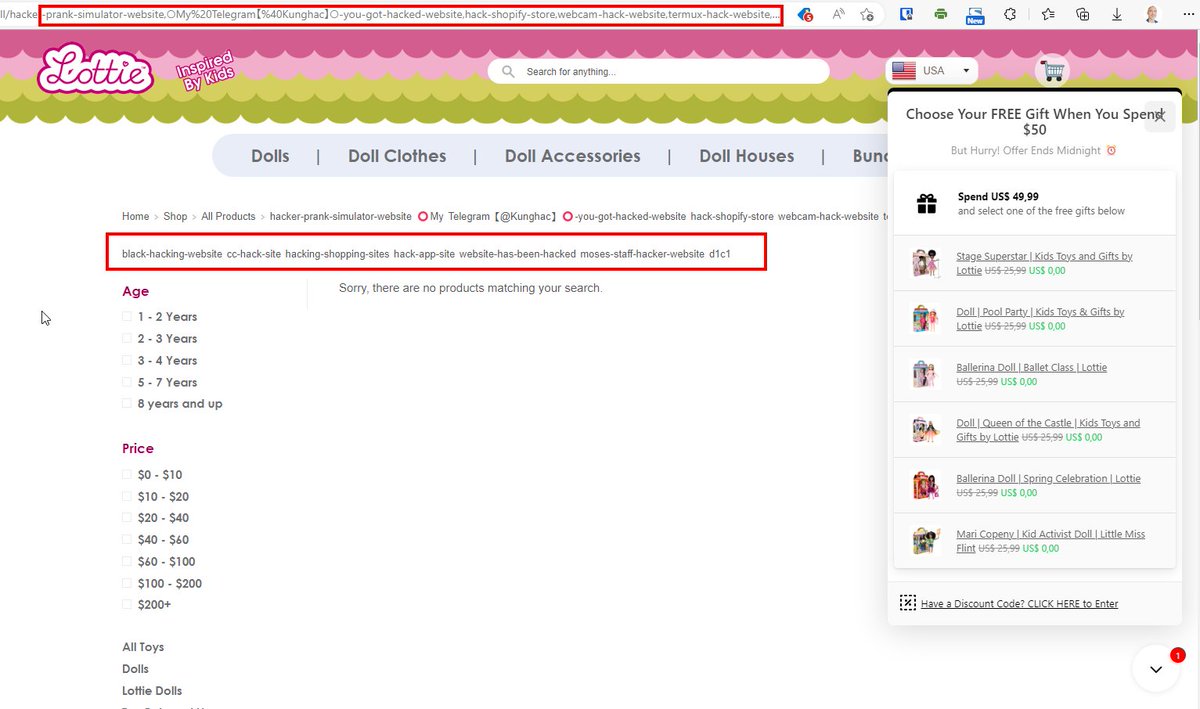 ll/hacke -prank-simulator-website,⭕My%20Telegram【%40Kunghac】⭕-you-got-hacked-website,hack-shopify-store,webcam-hack-website,termux-hack-website,...
5
New
Lottie
Inspired By Kids
Search for anything...
USA
Choose Your FREE Gift When You Spend
$50
But Hurry! Offer Ends Midnight ⏰
Dolls | Doll Clothes | Doll Accessories | Doll Houses |
Spend US$ 49,99
and select one of the free gifts below
Home > Shop > All Products > hacker-prank-simulator-website ⭕My Telegram【@Kunghac】⭕-you-got-hacked-website hack-shopify-store webcam-hack-website
black-hacking-website cc-hack-site hacking-shopping-sites hack-app-site website-has-been-hacked moses-staff-hacker-website d1c1
Sorry, there are no products matching your search.
Age
1 - 2 Years
2 - 3 Years
3 - 4 Years
5 - 7 Years
8 years and up
Price
$0 - $10
$10 - $20
$20 - $40
$40 - $60
$60 - $100
$100 - $200
$200+
All Toys
Dolls
Lottie Dolls
Stage Superstar | Kids Toys and Gifts by
Lottie US$ 25,99 US$ 0,00
Doll | Pool Party | Kids Toys & Gifts by
Lottie US$ 25,99 US$ 0,00
Ballerina Doll | Ballet Class | Lottie
US$ 25,99 US$ 0,00
Doll | Queen of the Castle | Kids Toys and
Gifts by Lottie US$ 25,99 US$ 0,00
Ballerina Doll | Spring Celebration | Lottie
US$ 25,99 US$ 0,00
Mari Copeny | Kid Activist Doll | Little Miss
Flint US$ 25,99 US$ 0,00
Have a Discount Code? CLICK HERE to Enter
1